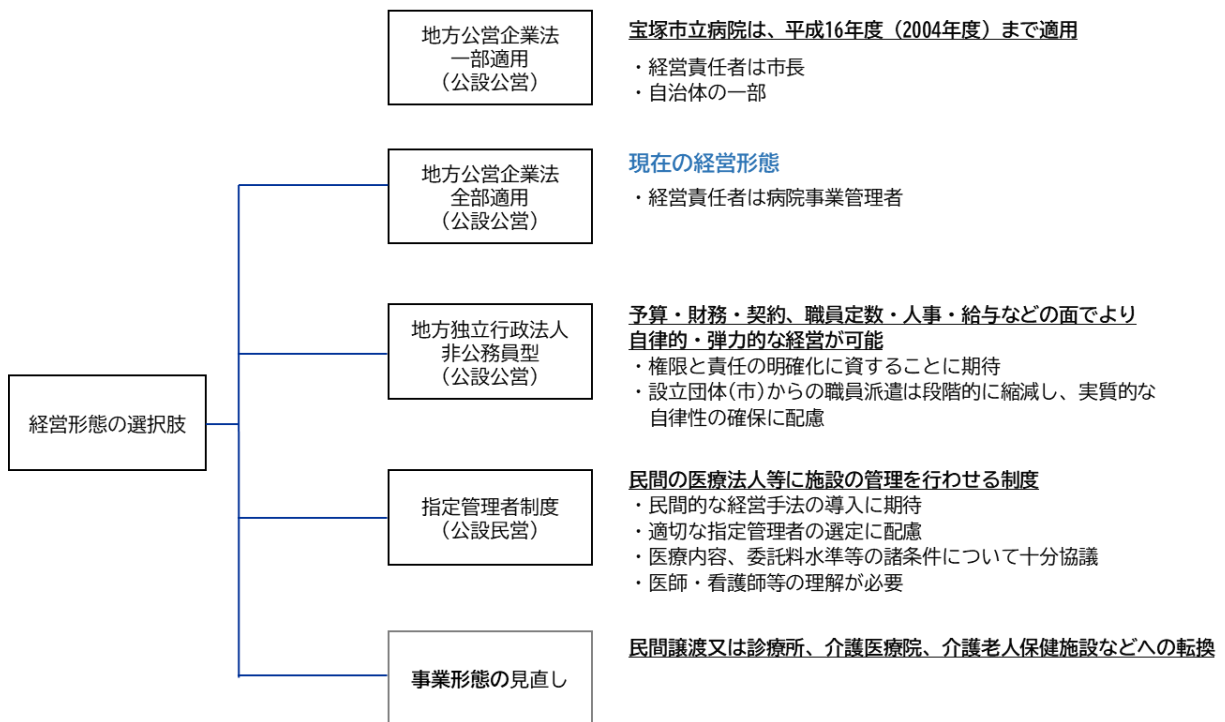 地方公営企業法
一部適用
（公設公営）
宝塚市立病院は、平成16年度（2004年度）まで適用
・経営責任者は市長
・自治体の一部
地方公営企業法
全部適用
（公設公営）
現在の経営形態
・経営責任者は病院事業管理者
地方独立行政法人
非公務員型
（公設公営）
予算・財務・契約、職員定数・人事・給与などの面でより
自律的・弾力的な経営が可能
・権限と責任の明確化に資することに期待
・設立団体(市)からの職員派遣は段階的に縮減し、実質的な
自律性の確保に配慮
経営形態の選択肢
指定管理者制度
（公設民営）
民間の医療法人等に施設の管理を行わせる制度
・民間的な経営手法の導入に期待
・適切な指定管理者の選定に配慮
・医療内容、委託料水準等の諸条件について十分協議
・医師・看護師等の理解が必要
事業形態の見直し
民間譲渡又は診療所、介護医療院、介護老人保健施設などへの転換